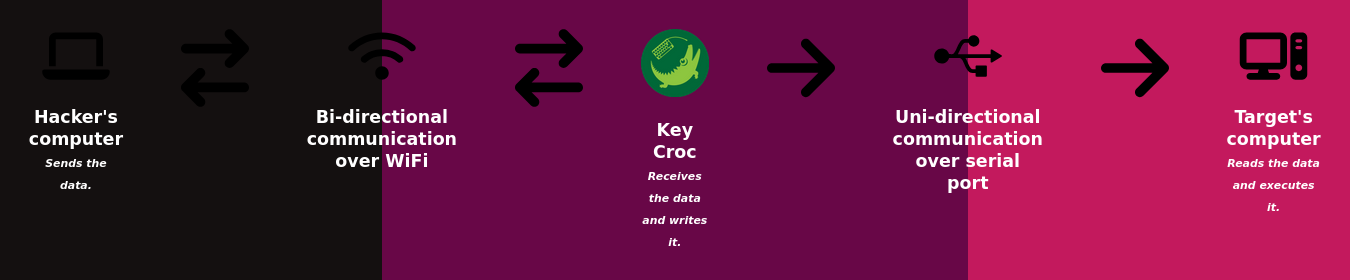 Hacker's
computer
Sends the
data.
Bi-directional
communication
over WiFi
Key
Croc
Receives
the data
and writes
it.
Uni-directional
communication
over serial
port
Target's
computer
Reads the data
and executes
it.